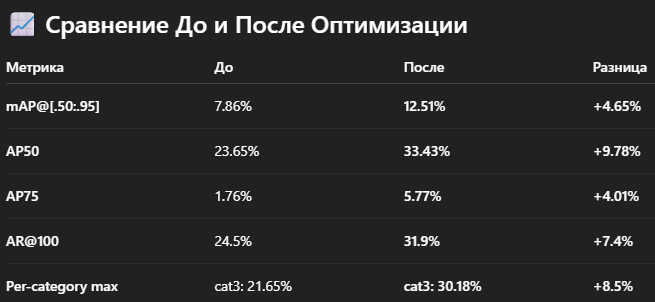 Сравнение До и После Оптимизации
Метрика До После Разница
mAP@[.50:.95] 7.86% 12.51% +4.65%
AP50 23.65% 33.43% +9.78%
AP75 1.76% 5.77% +4.01%
AR@100 24.5% 31.9% +7.4%
Per-category max cat3: 21.65% cat3: 30.18% +8.5%